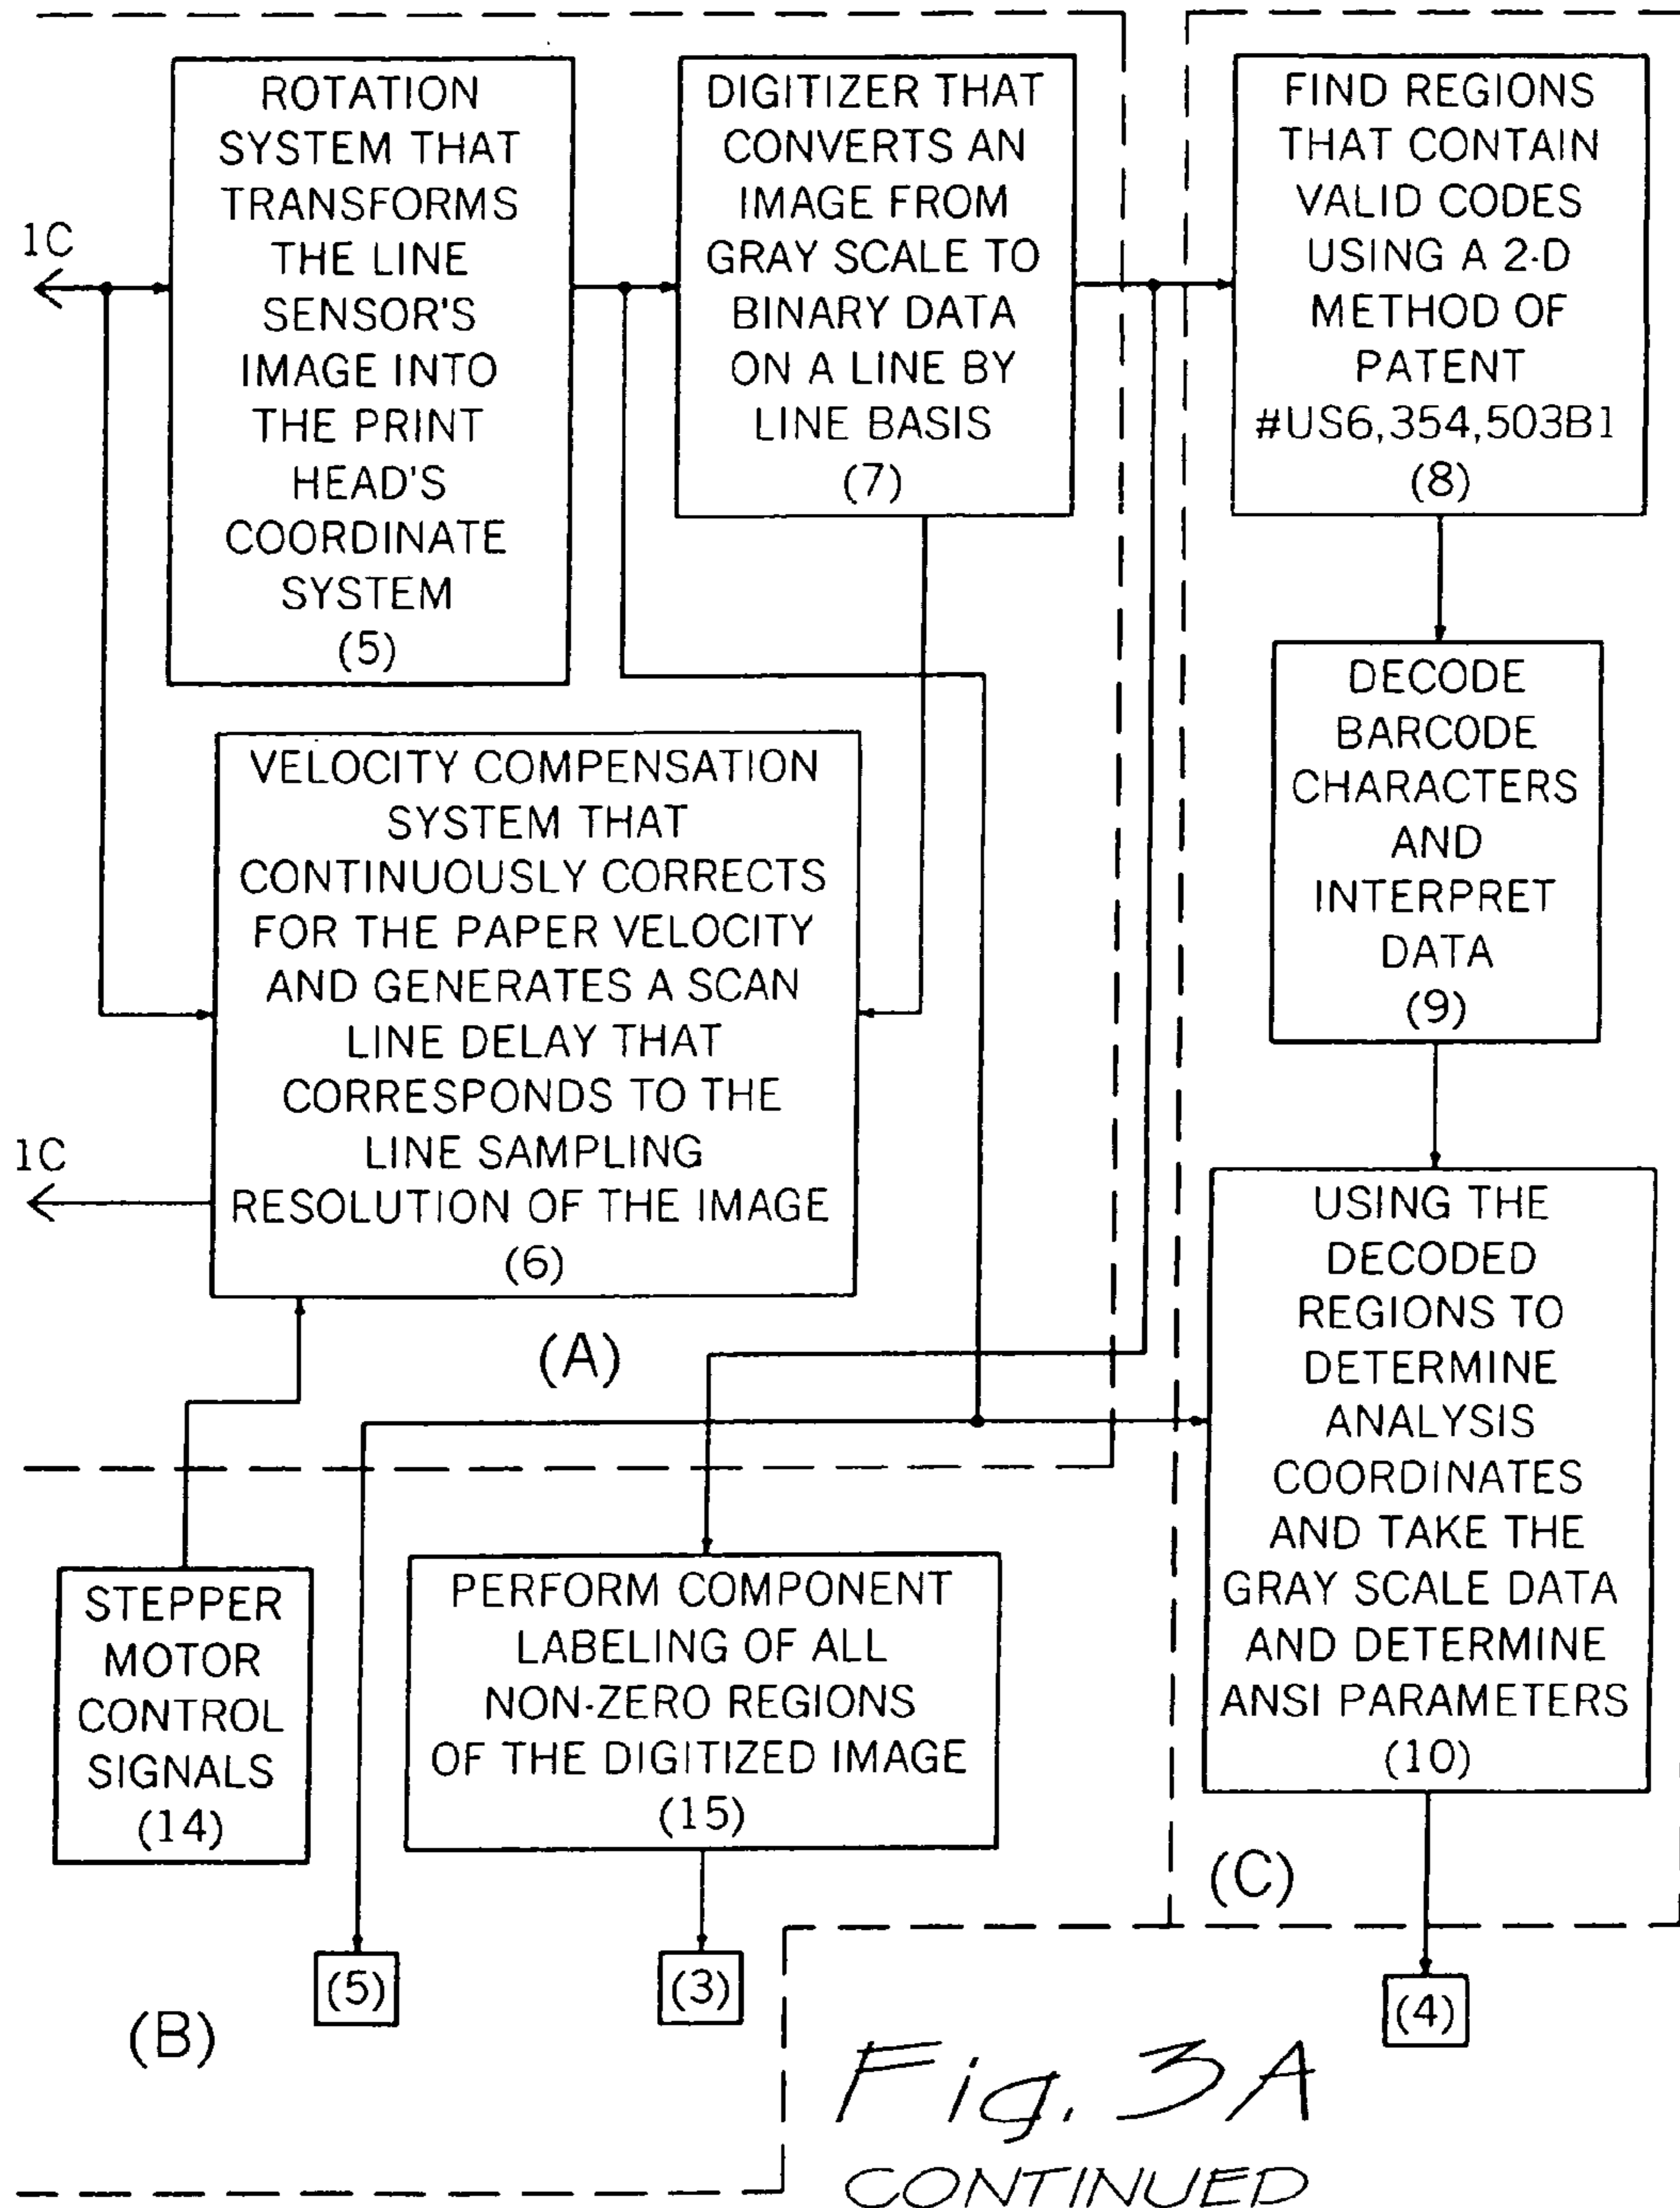 1C
ROTATION
SYSTEM THAT
TRANSFORMS
THE LINE
SENSOR'S
IMAGE INTO
THE PRINT
HEAD'S
COORDINATE
SYSTEM
(5)
DIGITIZER THAT
CONVERTS AN
IMAGE FROM
GRAY SCALE TO
BINARY DATA
ON A LINE BY
LINE BASIS
(7)
FIND REGIONS
THAT CONTAIN
VALID CODES
USING A 2-D
METHOD OF
PATENT
#US6,354,503B1
(8)
DECODE
BARCODE
CHARACTERS
AND
INTERPRET
DATA
(9)
VELOCITY COMPENSATION
SYSTEM THAT
CONTINUOUSLY CORRECTS
FOR THE PAPER VELOCITY
AND GENERATES A SCAN
LINE DELAY THAT
CORRESPONDS TO THE
LINE SAMPLING
RESOLUTION OF THE IMAGE
(6)
1C
(A)
USING THE
DECODED
REGIONS TO
DETERMINE
ANALYSIS
COORDINATES
AND TAKE THE
GRAY SCALE DATA
AND DETERMINE
ANSI PARAMETERS
(10)
STEPPER
MOTOR
CONTROL
SIGNALS
(14)
PERFORM COMPONENT
LABELING OF ALL
NON-ZERO REGIONS
OF THE DIGITIZED IMAGE
(15)
(C)
(5)
(3)
(4)
(B)
Fig. 3A
CONTINUED